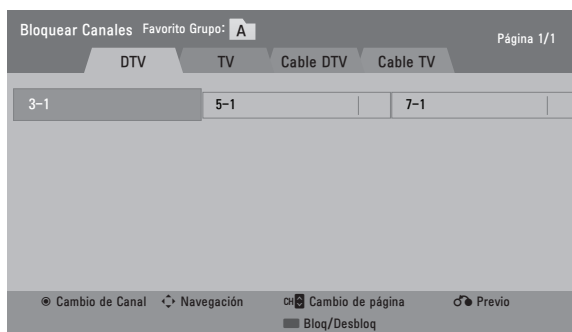 Bloquear Canales Favorito Grupo: A
Página 1/1
DTV TV Cable DTV Cable TV
3-1 5-1 7-1
Cambio de Canal Navegación CH Cambio de página Previo
Bloq/Desbloq